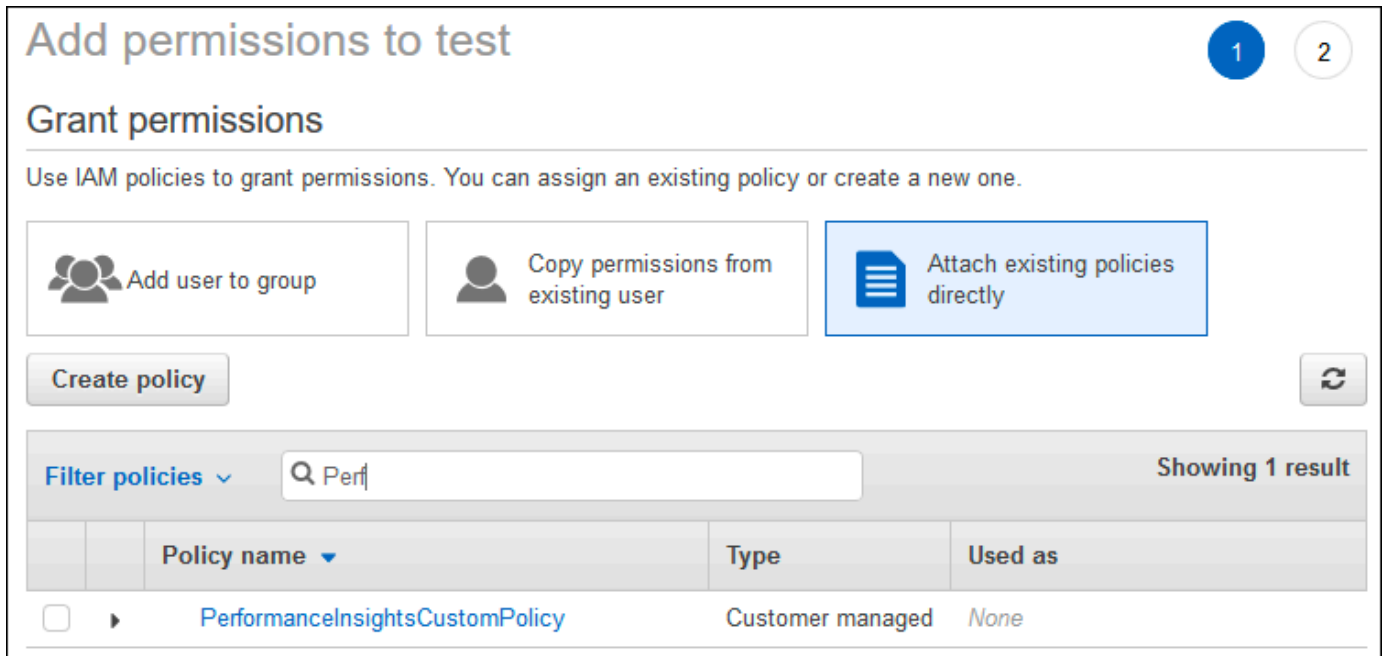 Add permissions to test
1 2
Grant permissions
Use IAM policies to grant permissions. You can assign an existing policy or create a new one.
Add user to group
Copy permissions from
existing user
Attach existing policies
directly
Create policy
Filter policies
Perf
Showing 1 result
Policy name Type Used as
PerformanceInsightsCustomPolicy Customer managed None